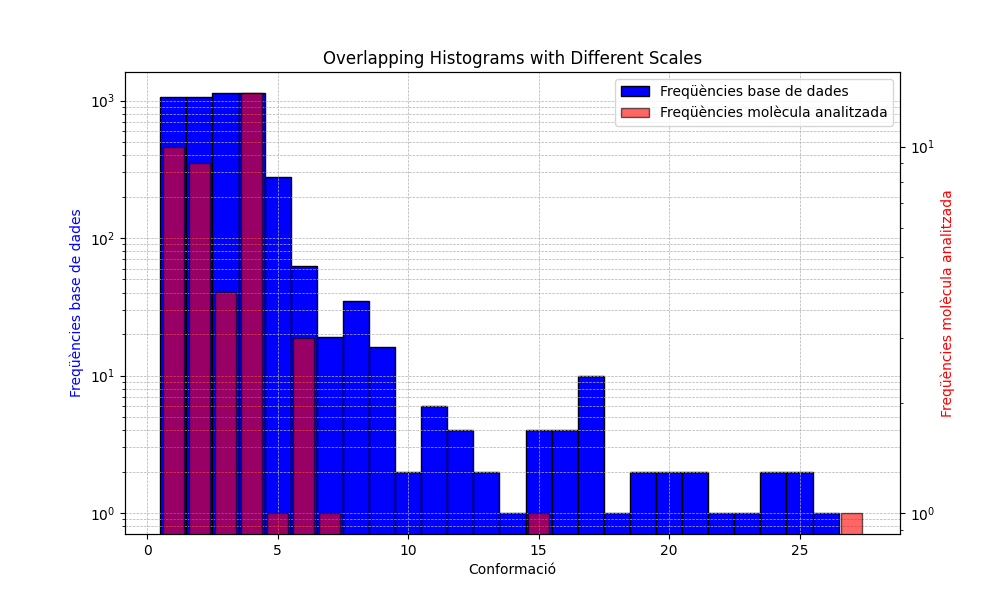 Overlapping Histograms with Different Scales
Freqüències base de dades
Freqüències molècula analitzada
10³
10²
10¹
10⁰
10¹
10⁰
0 5 10 15 20 25
Conformació
Freqüències base de dades
Freqüències molècula analitzada